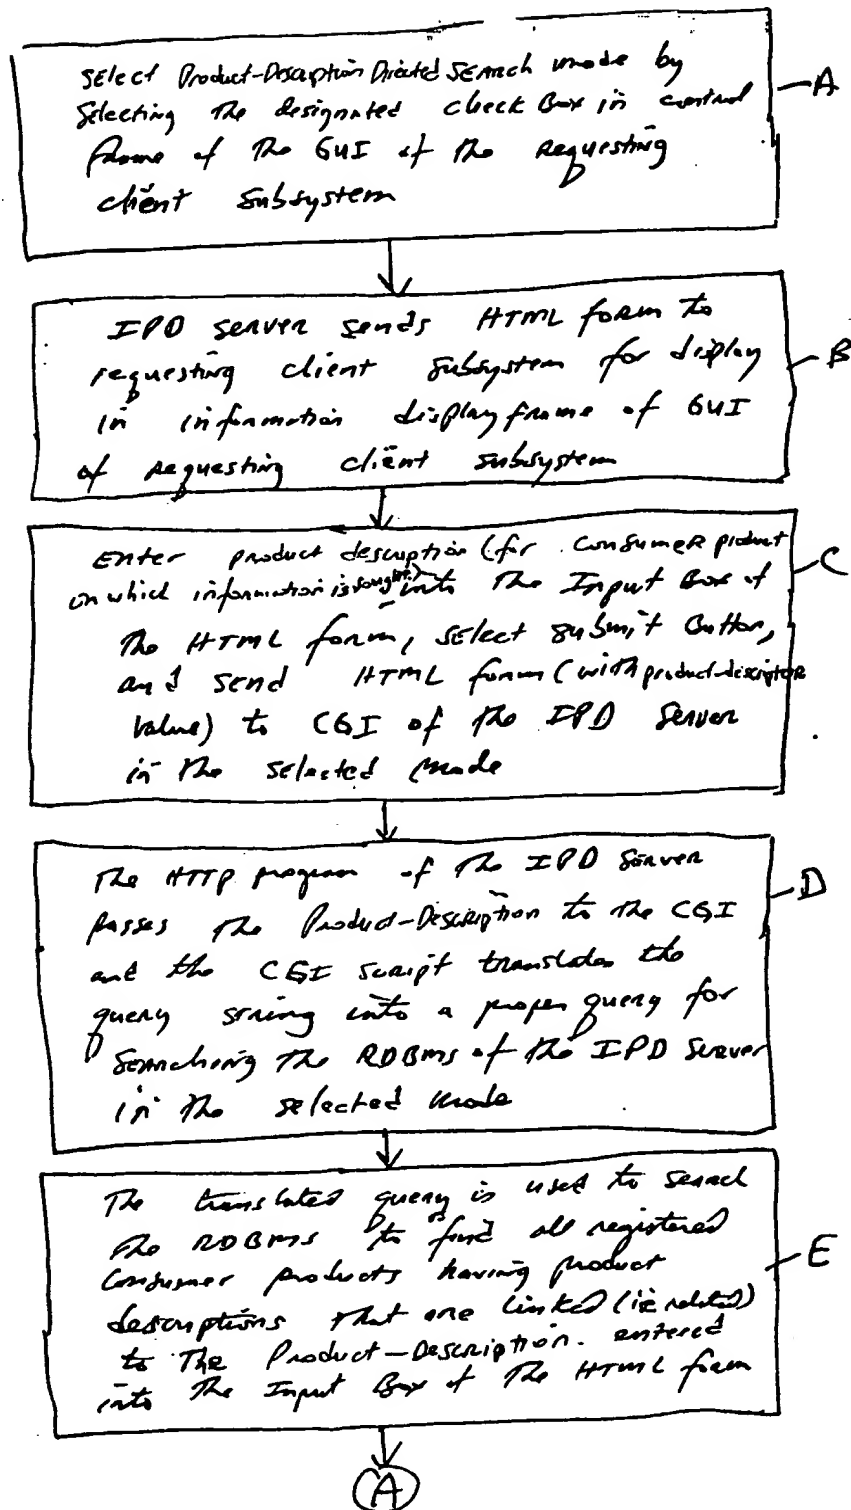 Select Product-Description Directed Search mode by
Selecting The designated check Box in control
frame of The GUI of The requesting
client Subsystem
A
IPD Server sends HTML form to
requesting client Subsystem for display
in information display frame of GUI
of requesting client subsystem
B
Enter product description (for consumer product
on which information is sought) into The Input Box of
The HTML form, Select Submit Button,
and send HTML form (with product-descriptor
value) to CGI of The IPD Server
in The Selected Mode
C
The HTTP program of The IPD Server
passes The Product-Description to the CGI
and the CGI script translates the
query string into a proper query for
Searching The RDBMS of The IPD Server
in The selected Mode
D
The translated query is used to search
The RDBMS to find all registered
Consumer products having product
descriptions That are linked (ie related)
to The Product-Description. entered
into The Input Box of The HTML form
E
A